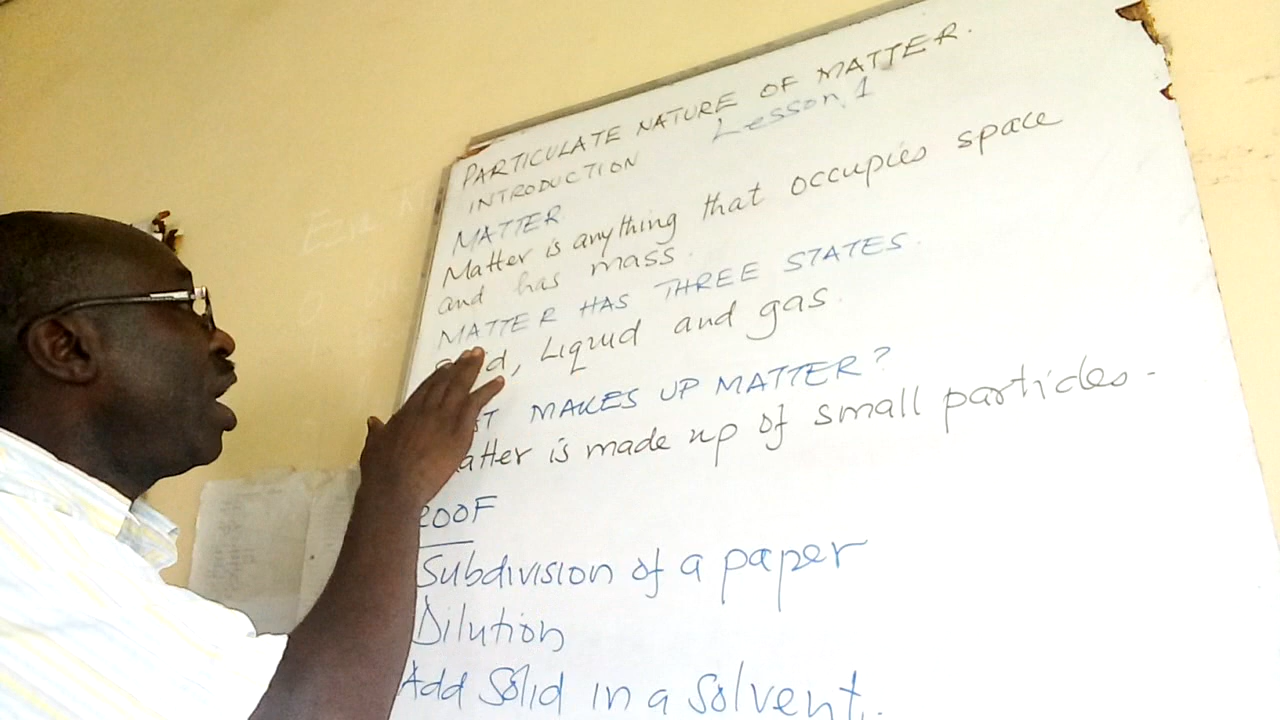 PARTICULATE NATURE OF MATTER.
INTRODUCTION Lesson 1
MATTER
Matter is anything that occupies space
and has mass.
MATTER HAS THREE STATES.
Liquid and gas
MAKES UP MATTER?
is made up of small particles.
Subdivision of a paper
Dilution
Add Solid in a solvent.